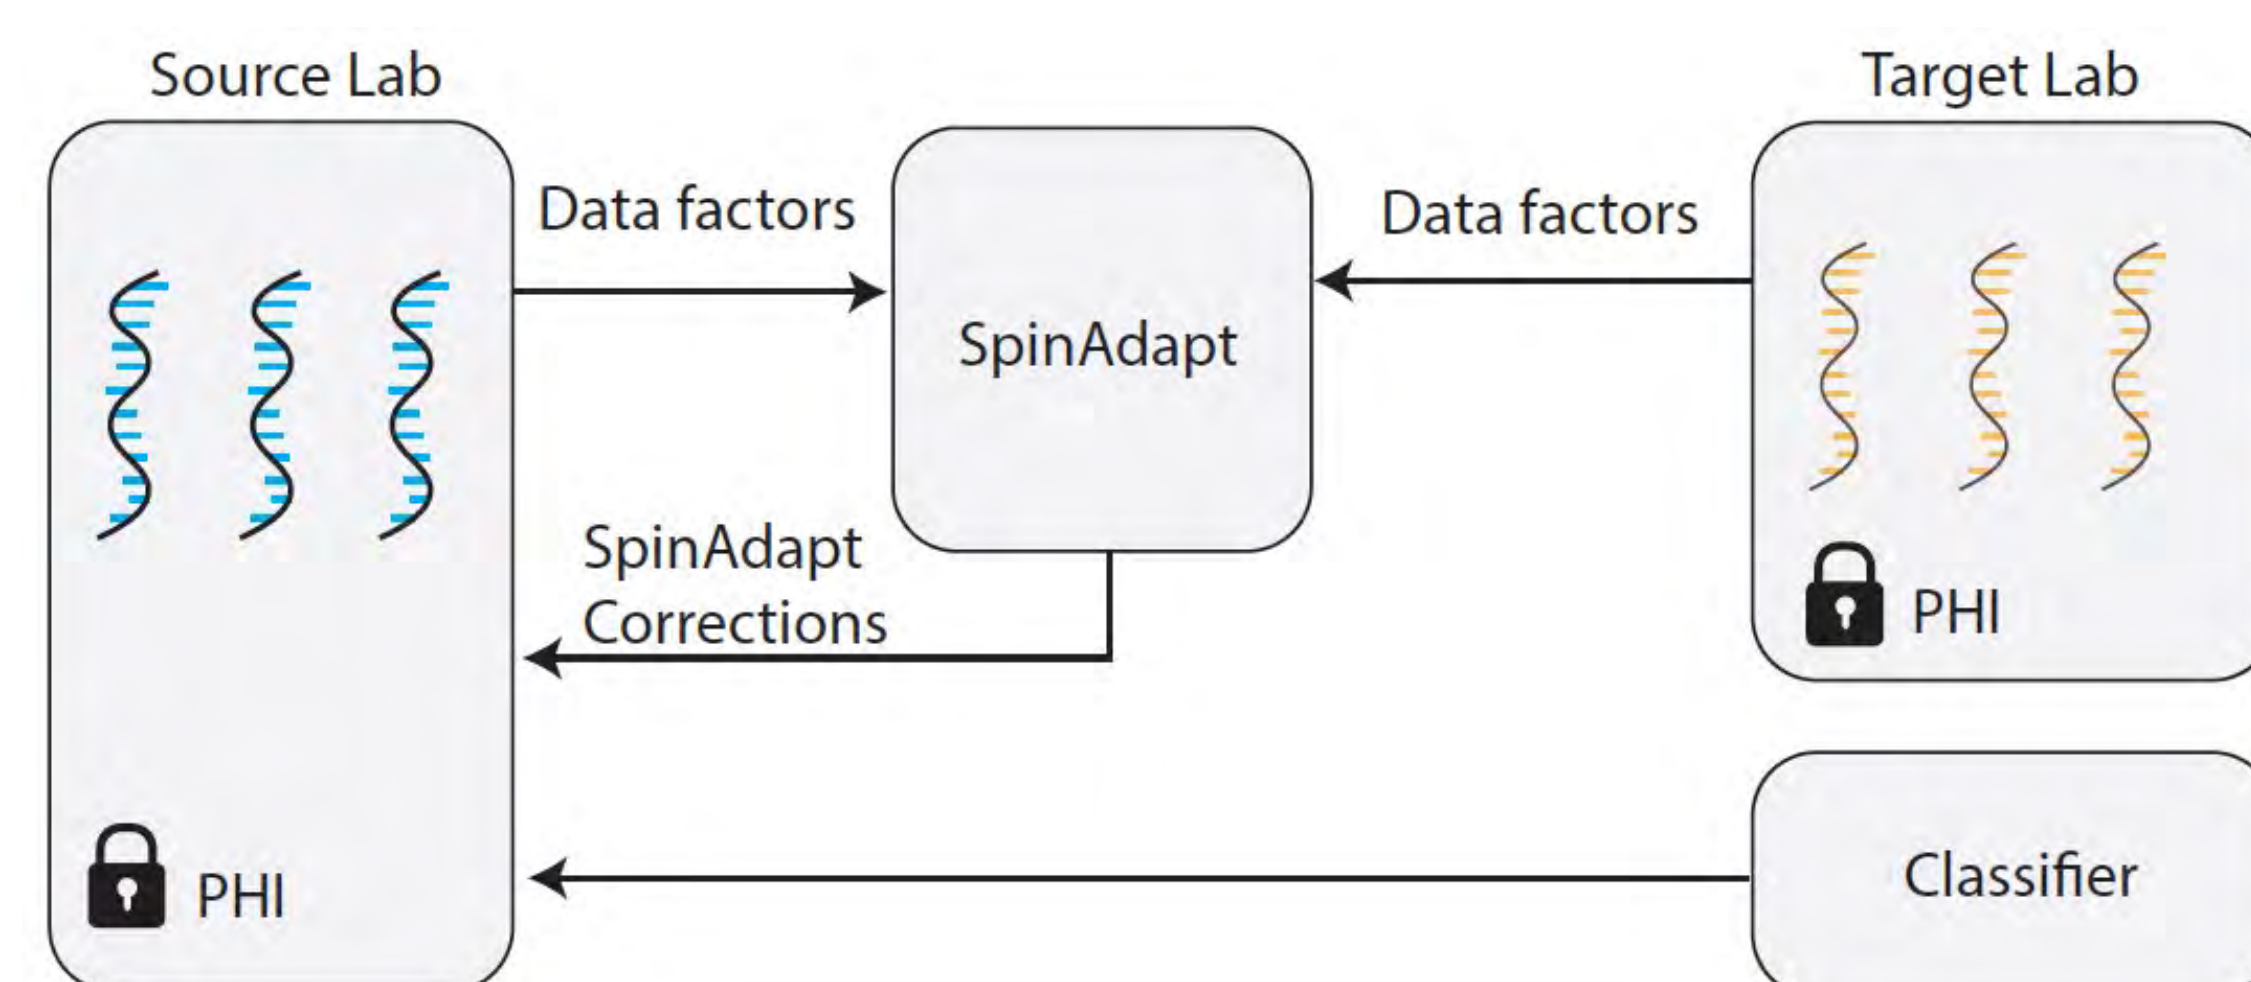 Source Lab
Target Lab
Data factors
Data factors
SpinAdapt
SpinAdapt
Corrections
PHI
PHI
Classifier